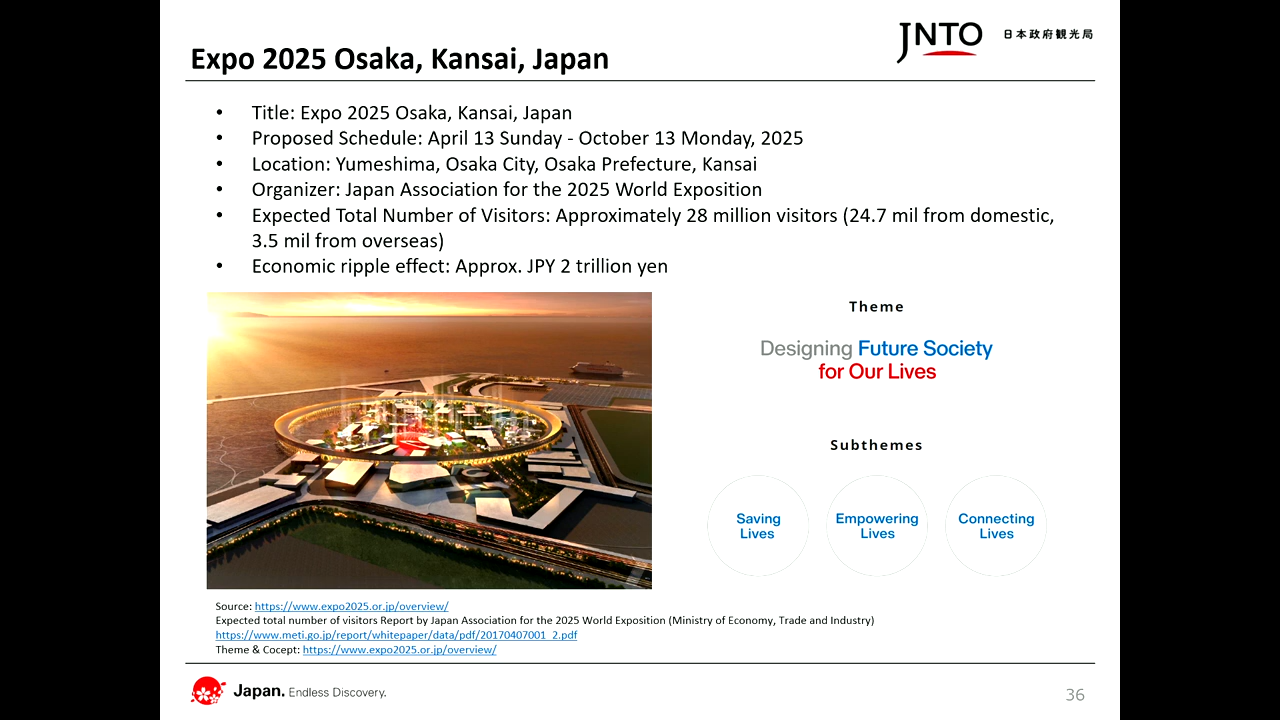 JNTO 日本政府観光局
Expo 2025 Osaka, Kansai, Japan
• Title: Expo 2025 Osaka, Kansai, Japan
• Proposed Schedule: April 13 Sunday - October 13 Monday, 2025
• Location: Yumeshima, Osaka City, Osaka Prefecture, Kansai
• Organizer: Japan Association for the 2025 World Exposition
• Expected Total Number of Visitors: Approximately 28 million visitors (24.7 mil from domestic,
3.5 mil from overseas)
• Economic ripple effect: Approx. JPY 2 trillion yen
Theme
Designing Future Society
for Our Lives
Subthemes
Saving
Lives
Empowering
Lives
Connecting
Lives
Source: https://www.expo2025.or.jp/overview/
Expected total number of visitors Report by Japan Association for the 2025 World Exposition (Ministry of Economy, Trade and Industry)
https://www.meti.go.jp/report/whitepaper/data/pdf/20170407001_2.pdf
Theme & Cocept: https://www.expo2025.or.jp/overview/
Japan. Endless Discovery.
36